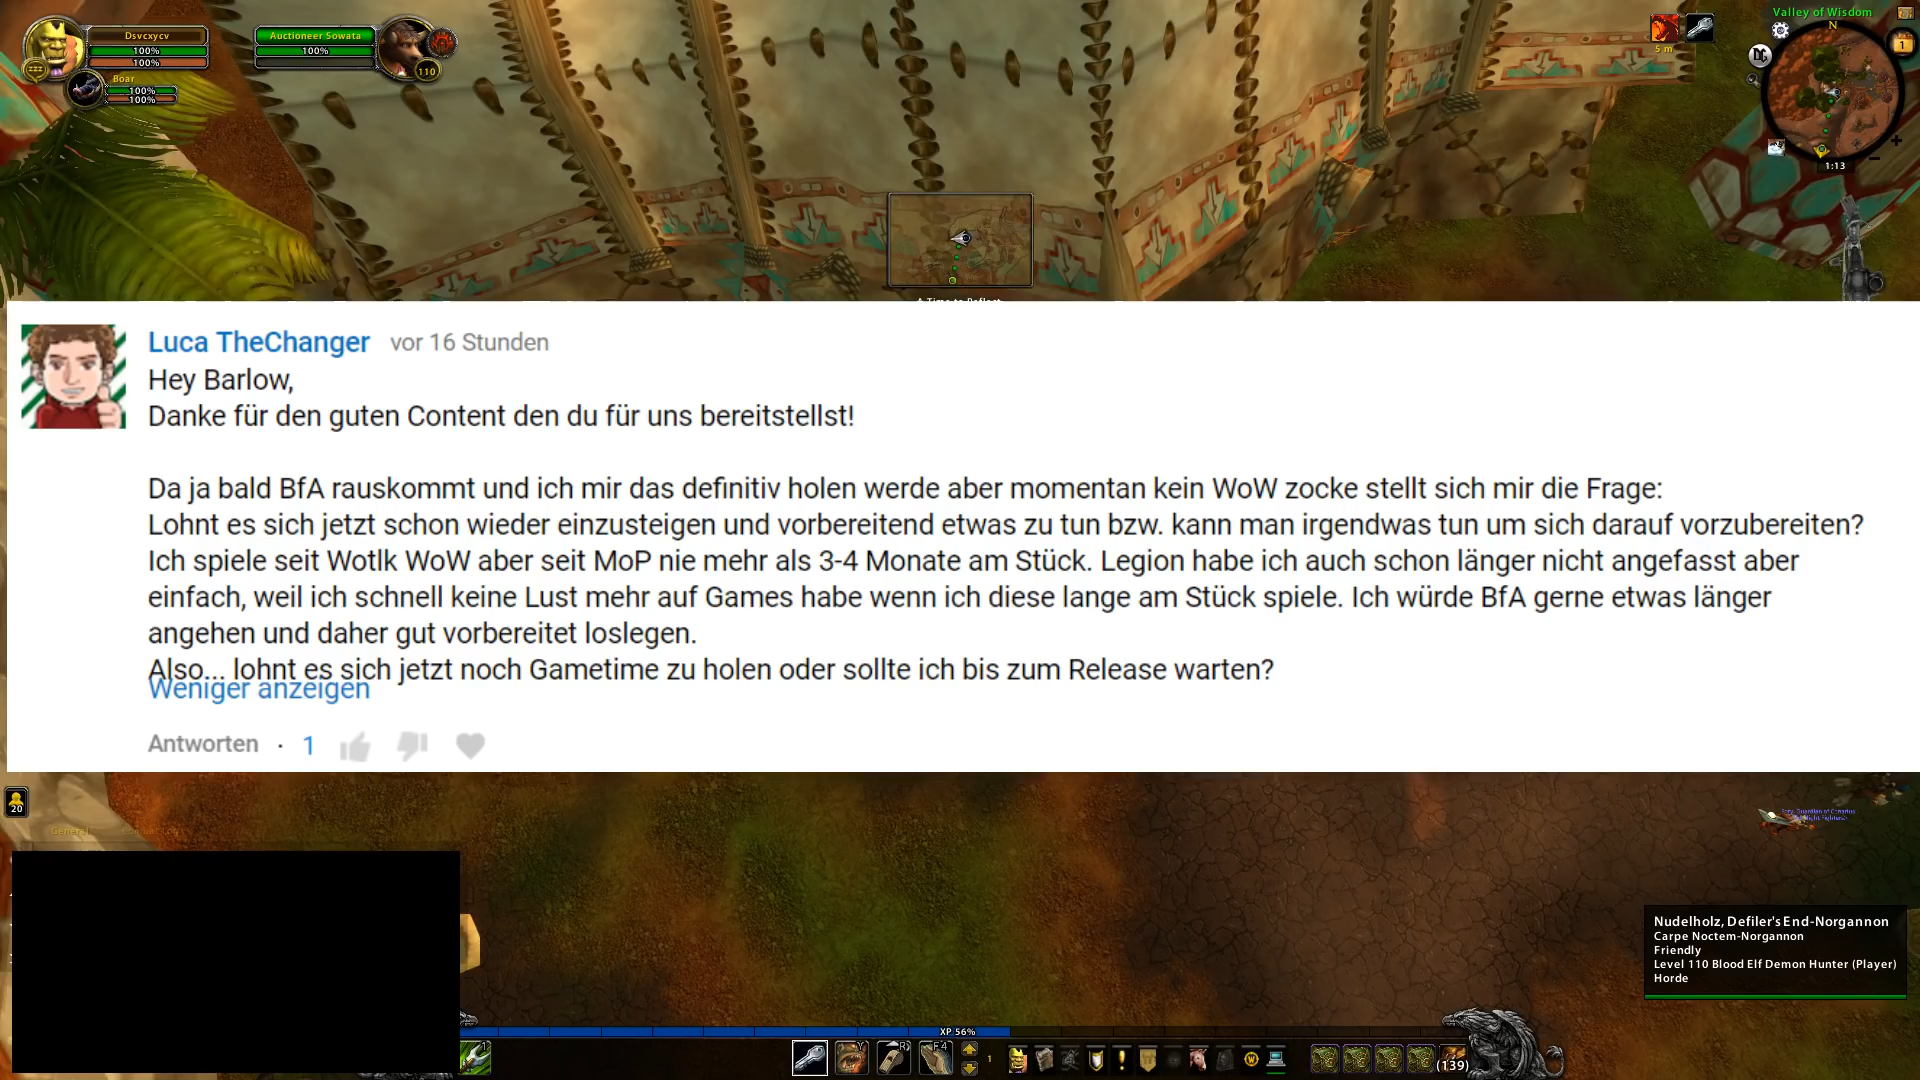 Dsvcxycv
100%
100%
Boar
100%
100%
Auctioneer Sowata
100%
110
5 m
Valley of Wisdom
N
1
1:13
A Time to Reflect
Luca TheChanger vor 16 Stunden
Hey Barlow,
Danke für den guten Content den du für uns bereitstellst!
Da ja bald BfA rauskommt und ich mir das definitiv holen werde aber momentan kein WoW zocke stellt sich mir die Frage:
Lohnt es sich jetzt schon wieder einzusteigen und vorbereitend etwas zu tun bzw. kann man irgendwas tun um sich darauf vorzubereiten?
Ich spiele seit Wotlk WoW aber seit MoP nie mehr als 3-4 Monate am Stück. Legion habe ich auch schon länger nicht angefasst aber
einfach, weil ich schnell keine Lust mehr auf Games habe wenn ich diese lange am Stück spiele. Ich würde BfA gerne etwas länger
angehen und daher gut vorbereitet loslegen.
Also... lohnt es sich jetzt noch Gametime zu holen oder sollte ich bis zum Release warten?
Weniger anzeigen
Antworten · 1
20
General
Nudelholz, Defiler's End-Norgannon
Carpe Noctem-Norgannon
Friendly
Level 110 Blood Elf Demon Hunter (Player)
Horde
XP 56%
1
(139)